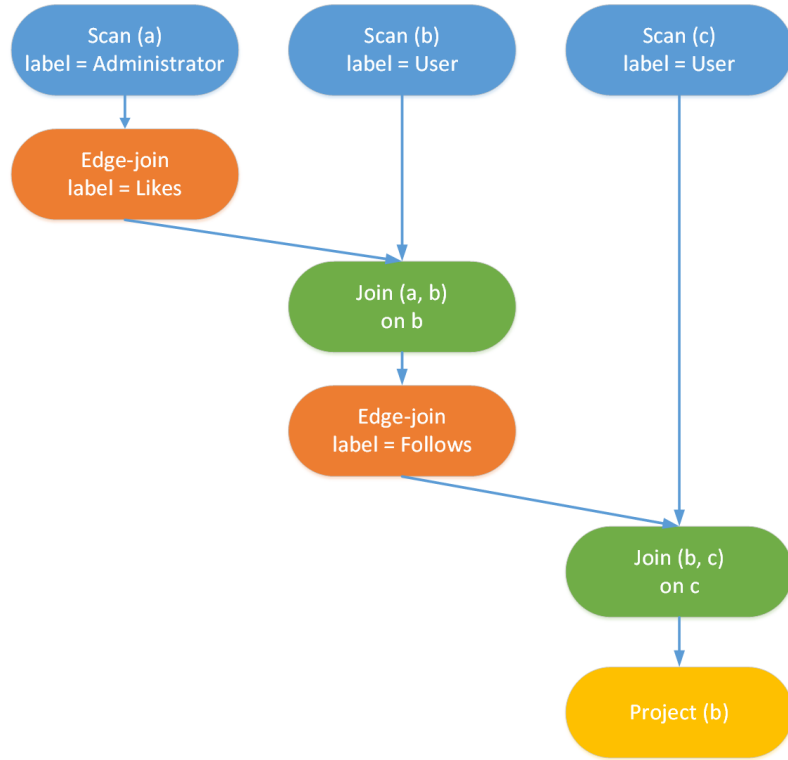 Scan (a)
label = Administrator
Scan (b)
label = User
Scan (c)
label = User
Edge-join
label = Likes
Join (a, b)
on b
Edge-join
label = Follows
Join (b, c)
on c
Project (b)